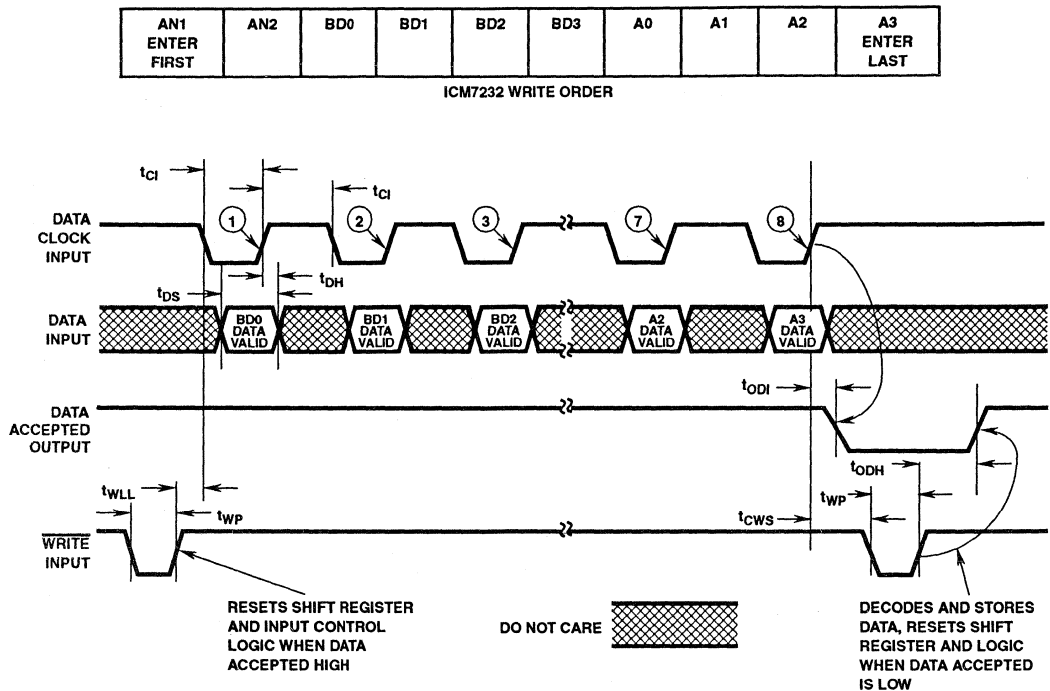 AN1 ENTER FIRST
AN2
BD0
BD1
BD2
BD3
A0
A1
A2
A3 ENTER LAST
ICM7232 WRITE ORDER
tCI
tCI
DATA CLOCK INPUT
1
2
3
7
8
tDS
tDH
DATA INPUT
BD0 DATA VALID
BD1 DATA VALID
BD2 DATA VALID
A2 DATA VALID
A3 DATA VALID
tODI
DATA ACCEPTED OUTPUT
tODH
tWLL
tWP
tWP
tCWS
WRITE INPUT
RESETS SHIFT REGISTER
AND INPUT CONTROL
LOGIC WHEN DATA
ACCEPTED HIGH
DO NOT CARE
DECODES AND STORES
DATA, RESETS SHIFT
REGISTER AND LOGIC
WHEN DATA ACCEPTED
IS LOW